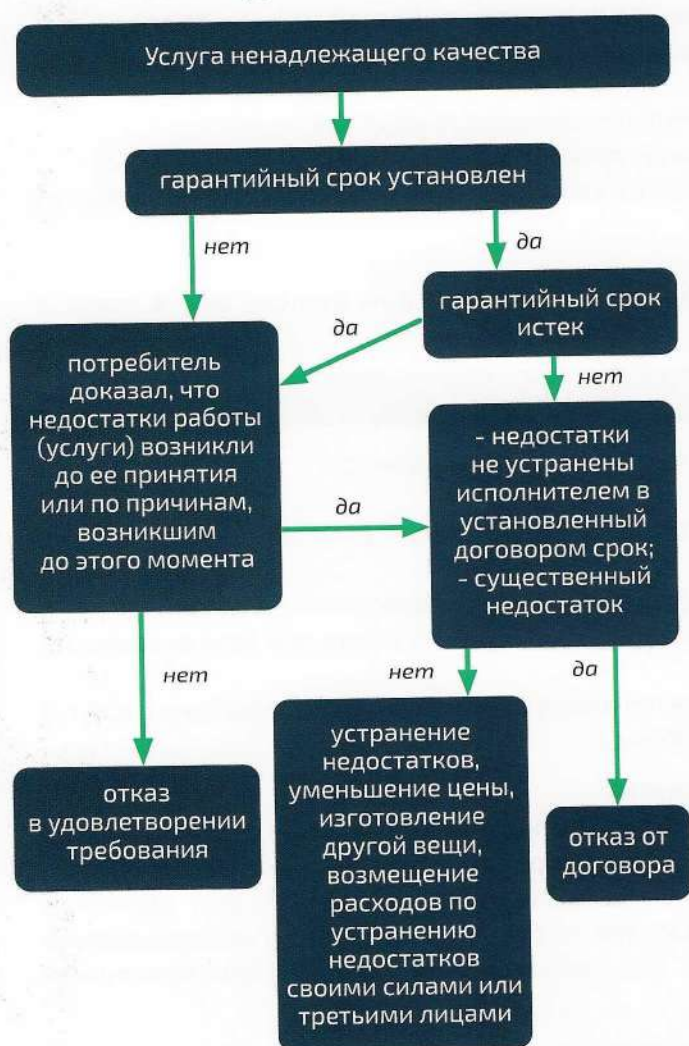 Услуга ненадлежащего качества
гарантийный срок установлен
нет
да
гарантийный срок
истек
да
нет
потребитель
доказал, что
недостатки работы
(услуги) возникли
до ее принятия
или по причинам,
возникшим
до этого момента
да
- недостатки
не устранены
исполнителем в
установленный
договором срок;
- существенный
недостаток
нет
нет
да
отказ
в удовлетворении
требования
устранение
недостатков,
уменьшение цены,
изготовление
другой вещи,
возмещение
расходов по
устранению
недостатков
своими силами или
третьими лицами
отказ от
договора